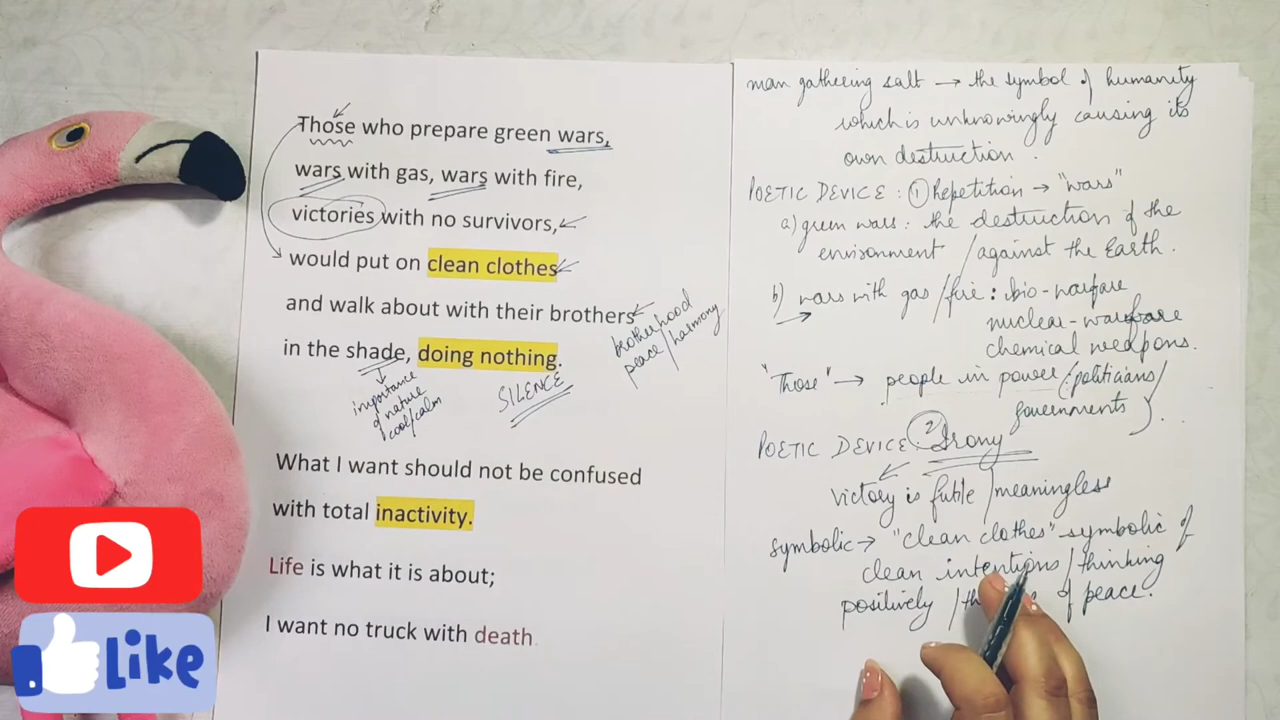 Those who prepare green wars,
wars with gas, wars with fire,
victories with no survivors,
would put on clean clothes
and walk about with their brothers
in the shade, doing nothing.
brotherhood
peace/harmony
importance
of nature
cool/calm
SILENCE
What I want should not be confused
with total inactivity.
Life is what it is about;
I want no truck with death.
man gathering salt → the symbol of humanity
which is unknowingly causing its
own destruction.
POETIC DEVICE: ① Repetition → "wars"
a) green wars: the destruction of the
environment / against the Earth.
b) wars with gas/fire: bio-warfare
nuclear-warfare
chemical weapons.
"Those" → people in power (politicians/
governments).
POETIC DEVICE: ② Irony
victory is futile/meaningless
symbolic → "clean clothes" symbolic of
clean intentions/thinking
positively / of peace.
LIKE